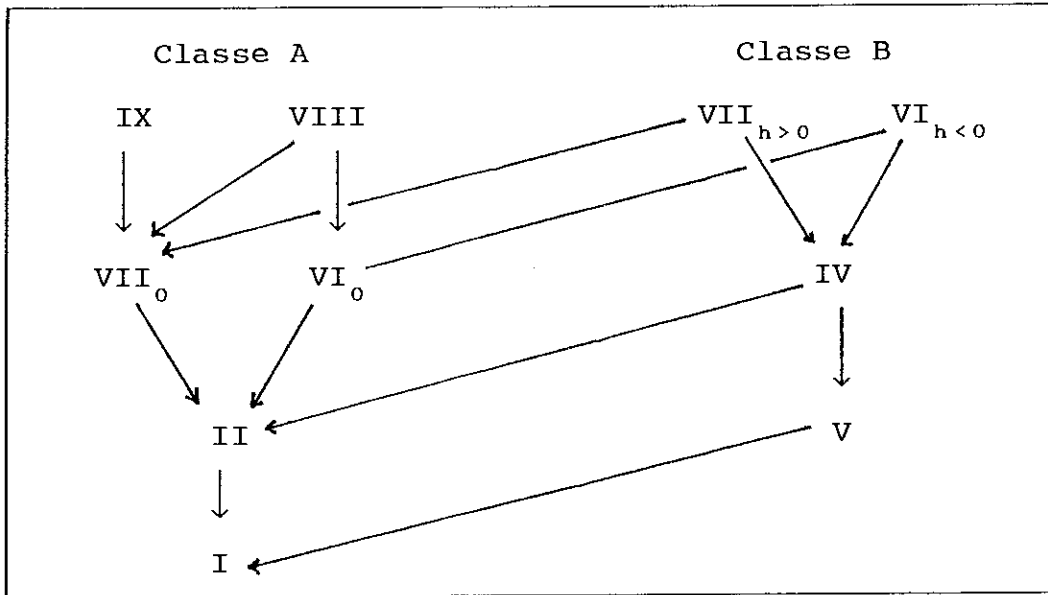 Classe A Classe B
IX VIII VII h>0 VI h<0
VII 0 VI 0 IV
II V
I